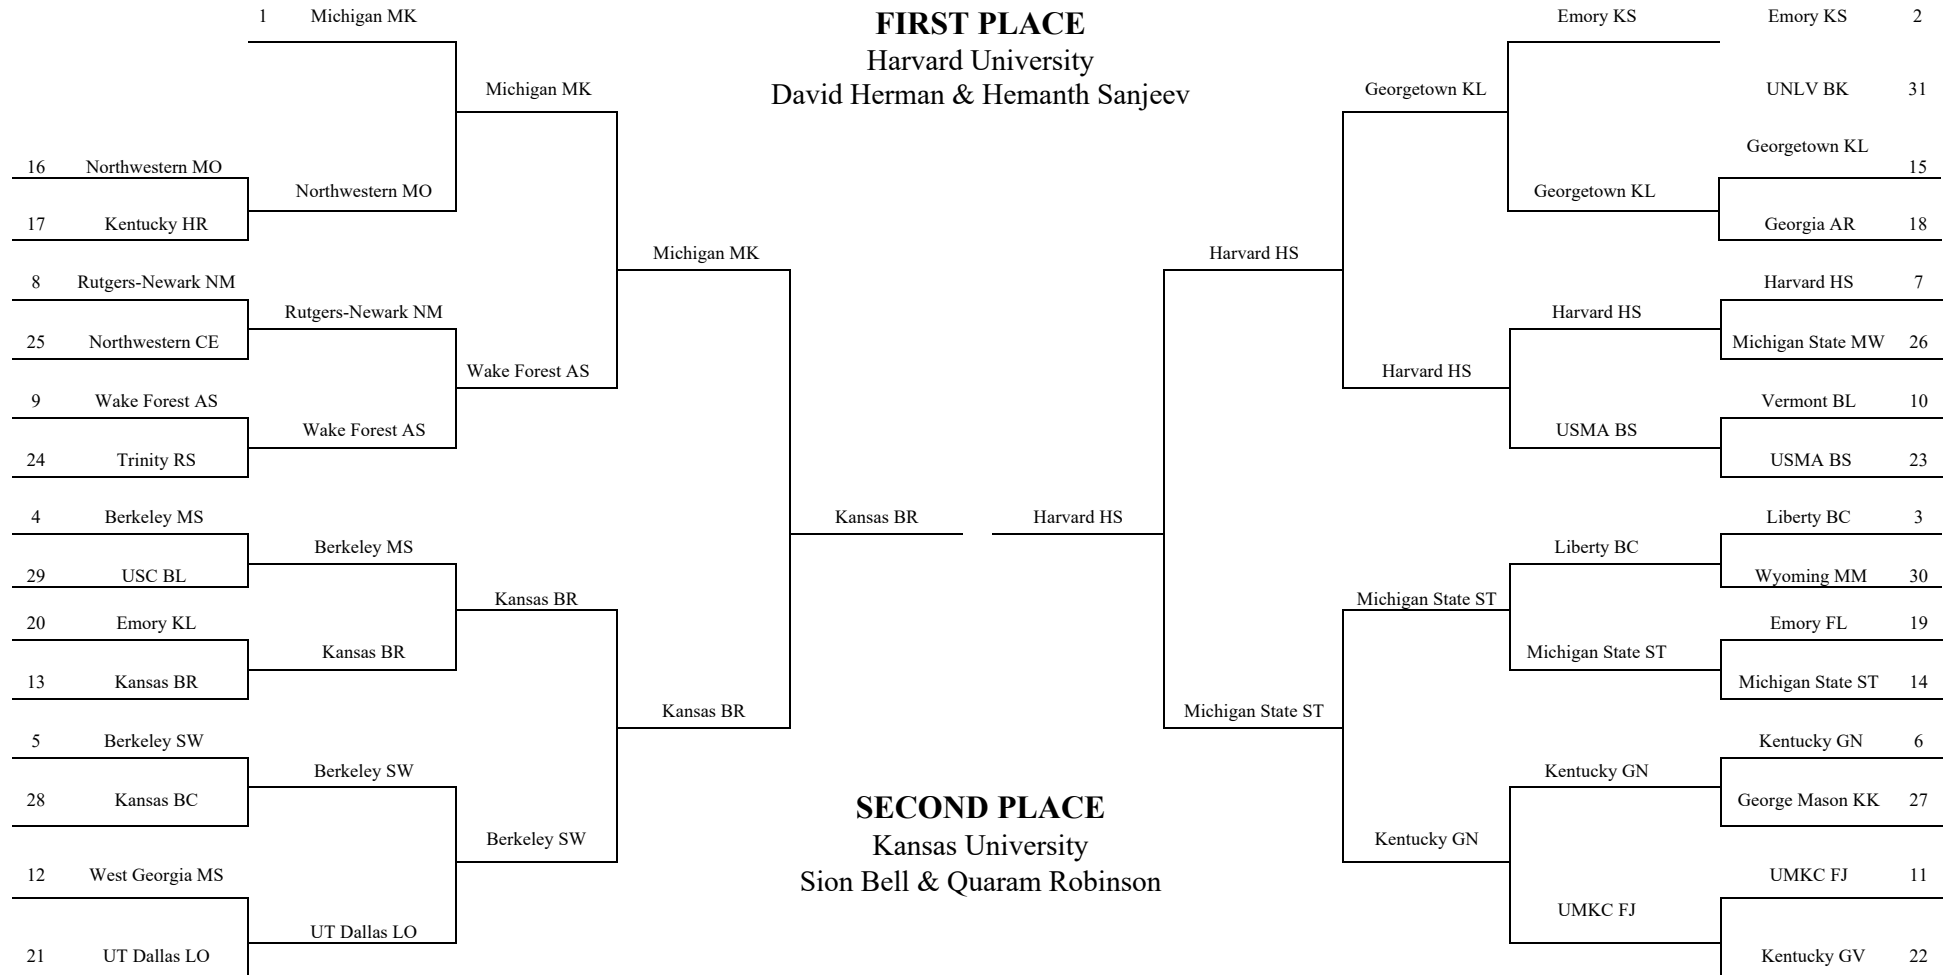 1 Michigan MK
16 Northwestern MO
17 Kentucky HR
8 Rutgers-Newark NM
25 Northwestern CE
9 Wake Forest AS
24 Trinity RS
4 Berkeley MS
29 USC BL
20 Emory KL
13 Kansas BR
5 Berkeley SW
28 Kansas BC
12 West Georgia MS
21 UT Dallas LO
Northwestern MO
Rutgers-Newark NM
Wake Forest AS
Berkeley MS
Kansas BR
Berkeley SW
UT Dallas LO
Michigan MK
Wake Forest AS
Kansas BR
Berkeley SW
Michigan MK
Kansas BR
Kansas BR
FIRST PLACE
Harvard University
David Herman & Hemanth Sanjeev
SECOND PLACE
Kansas University
Sion Bell & Quaram Robinson
Harvard HS
Harvard HS
Michigan State ST
Georgetown KL
Harvard HS
Michigan State ST
Kentucky GN
Emory KS
Georgetown KL
Harvard HS
USMA BS
Liberty BC
Michigan State ST
Kentucky GN
UMKC FJ
Emory KS 2
UNLV BK 31
Georgetown KL 15
Georgia AR 18
Harvard HS 7
Michigan State MW 26
Vermont BL 10
USMA BS 23
Liberty BC 3
Wyoming MM 30
Emory FL 19
Michigan State ST 14
Kentucky GN 6
George Mason KK 27
UMKC FJ 11
Kentucky GV 22